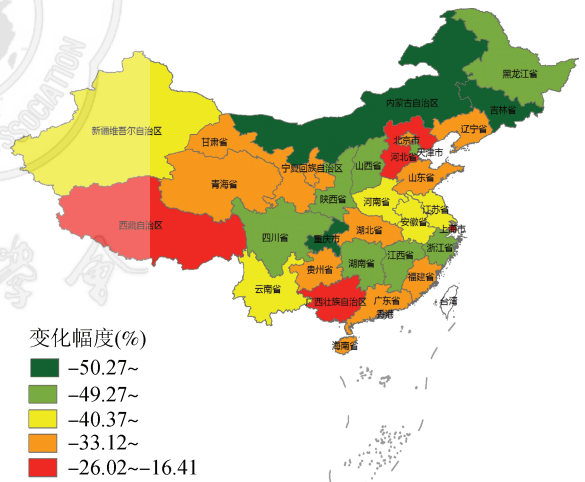 ASSOCIATION
黑龙江省
内蒙古自治区
吉林省
新疆维吾尔自治区
辽宁省
北京市
甘肃省
天津市
河北省
宁夏回族自治区
山西省
山东省
青海省
陕西省
河南省
江苏省
西藏自治区
安徽省
上海市
四川省
重庆市
湖北省
浙江省
湖南省
江西省
贵州省
福建省
云南省
西壮族自治区
广东省
台湾
香港
海南省
变化幅度(%)
-50.27~
-49.27~
-40.37~
-33.12~
-26.02~-16.41